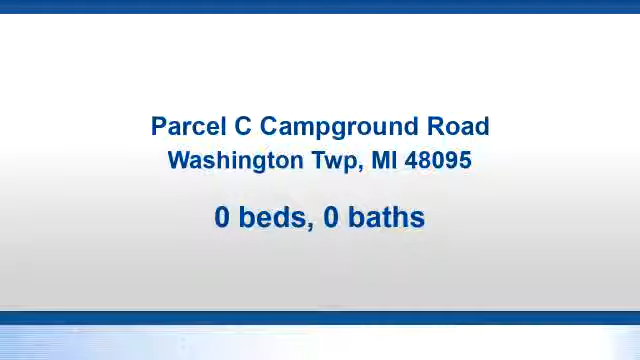 Parcel C Campground Road
Washington Twp, MI 48095
0 beds, 0 baths